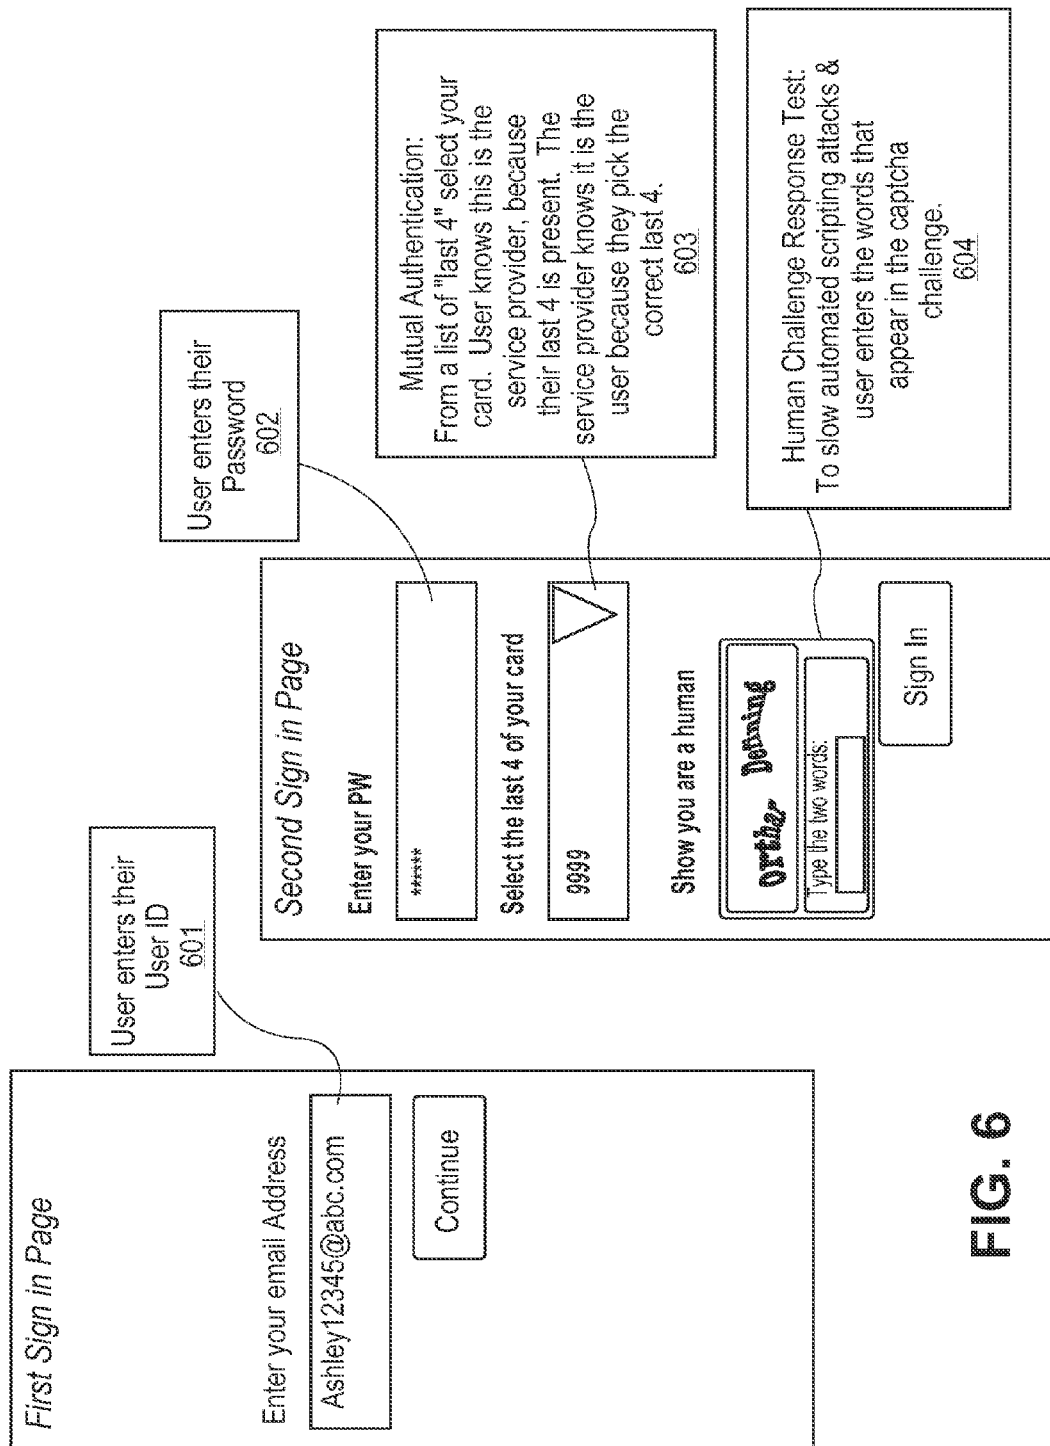 First Sign in Page
Enter your email Address
Ashley12345@abc.com
Continue
User enters their
User ID
601
Second Sign in Page
Enter your PW
******
Select the last 4 of your card
9999
Show you are a human
orther Denning
Type the two words:
Sign In
User enters their
Password
602
Mutual Authentication:
From a list of "last 4" select your
card. User knows this is the
service provider, because
their last 4 is present. The
service provider knows it is the
user because they pick the
correct last 4.
603
Human Challenge Response Test:
To slow automated scripting attacks &
user enters the words that
appear in the captcha
challenge.
604
FIG. 6